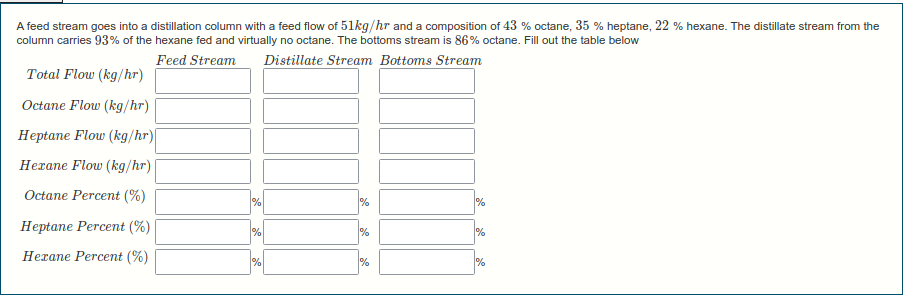 A feed stream goes into a distillation column with a feed flow of 51kg/hr and a composition of 43 % octane, 35 % heptane, 22 % hexane. The distillate stream from the
column carries 93% of the hexane fed and virtually no octane. The bottoms stream is 86% octane. Fill out the table below
Feed Stream Distillate Stream Bottoms Stream
Total Flow (kg/hr)
Octane Flow (kg/hr)
Heptane Flow (kg/hr)
Hexane Flow (kg/hr)
Octane Percent (%) % % %
Heptane Percent (%) % % %
Hexane Percent (%) % % %